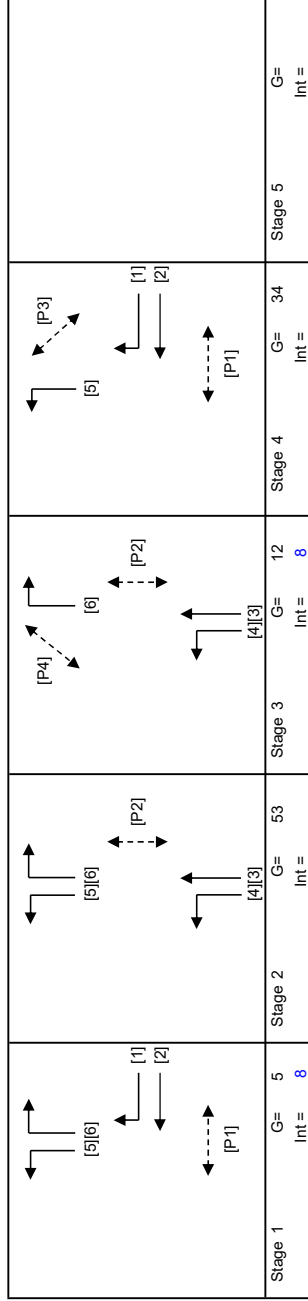 [5][6]
[1]
[2]
[P1]
Stage 1 G= 5
Int = 8
[5][6]
[P2]
[4][3]
Stage 2 G= 53
Int =
[P4]
[6]
[P2]
[4][3]
Stage 3 G= 12
Int = 8
[P3]
[5]
[1]
[2]
[P1]
Stage 4 G= 34
Int =
Stage 5 G=
Int =